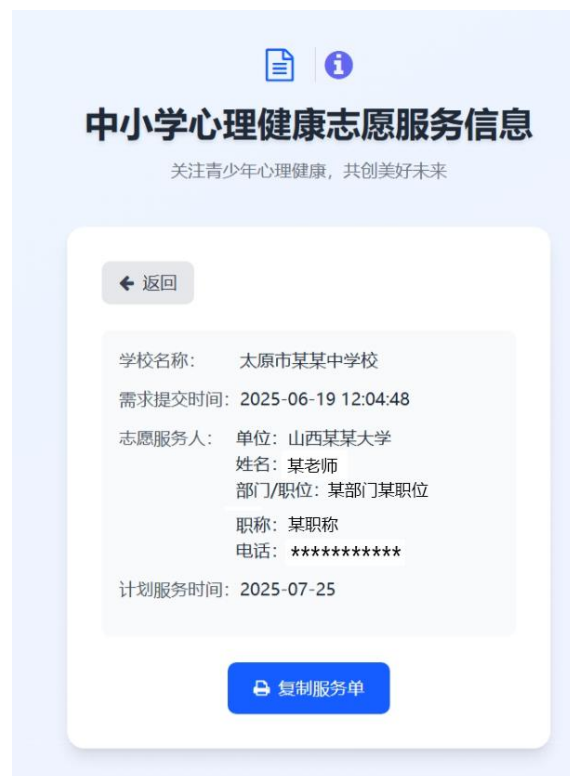 中小学心理健康志愿服务信息
关注青少年心理健康，共创美好未来
返回
学校名称： 太原市某某中学校
需求提交时间：2025-06-19 12:04:48
志愿服务人： 单位：山西某某大学
姓名：某老师
部门/职位：某部门某职位
职称：某职称
电话：***********
计划服务时间：2025-07-25
复制服务单